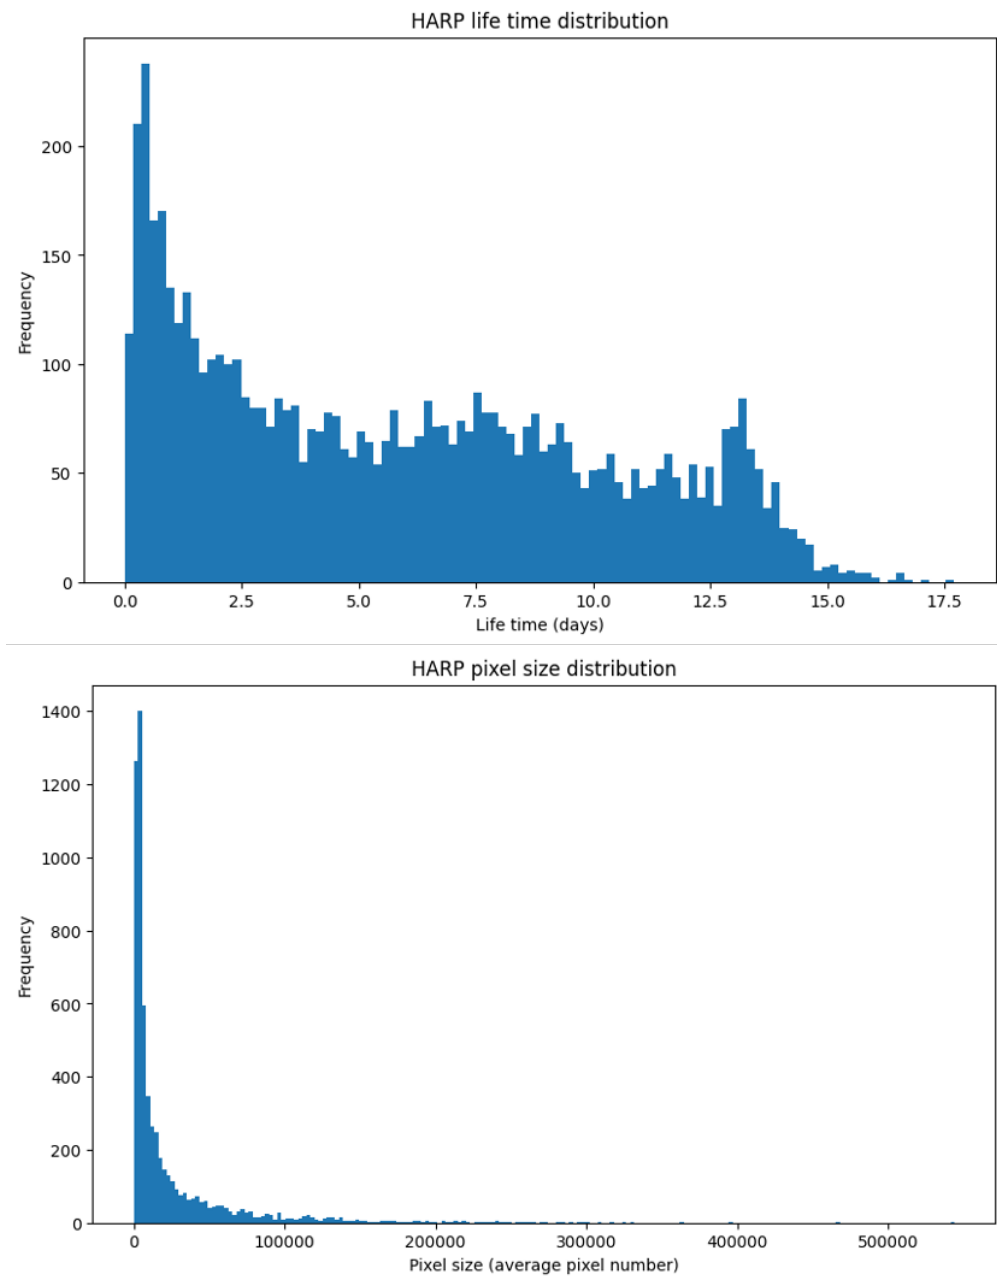 HARP life time distribution
Frequency
200
150
100
50
0
0.0 2.5 5.0 7.5 10.0 12.5 15.0 17.5
Life time (days)
HARP pixel size distribution
Frequency
1400
1200
1000
800
600
400
200
0
0 100000 200000 300000 400000 500000
Pixel size (average pixel number)